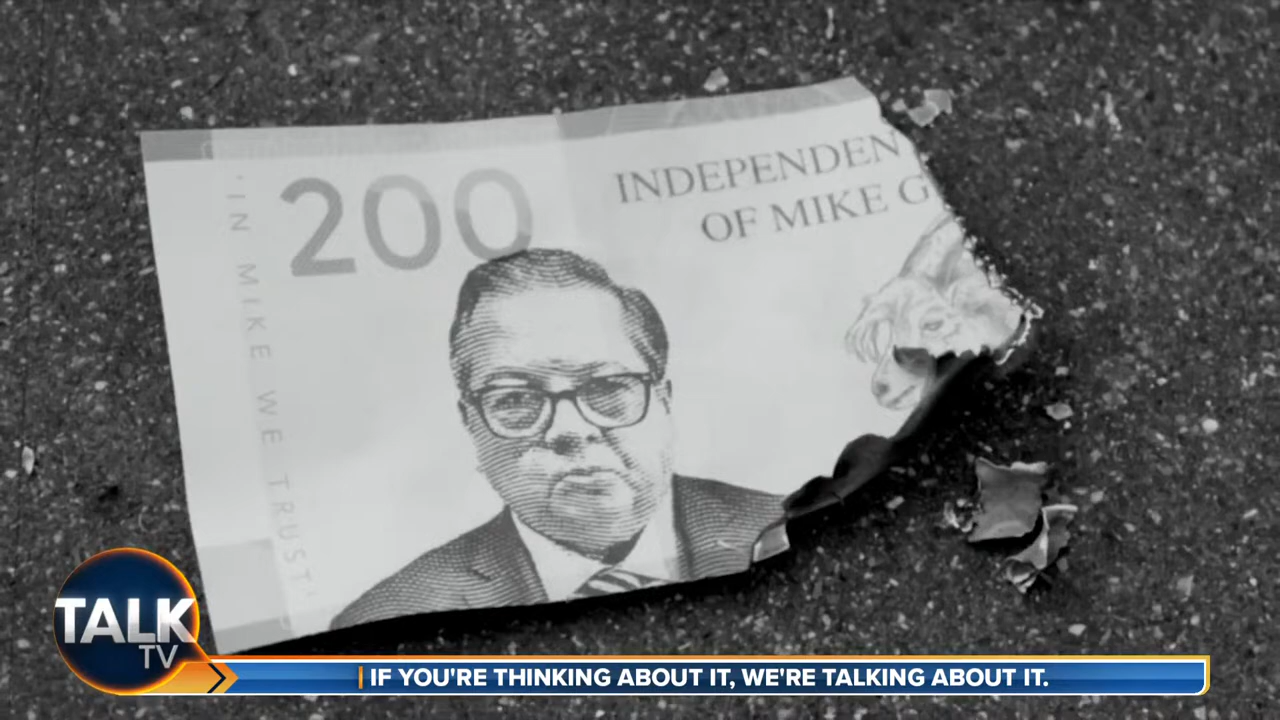 200
INDEPENDEN
OF MIKE G
"IN MIKE WE TRUST"
TALK
TV
IF YOU'RE THINKING ABOUT IT, WE'RE TALKING ABOUT IT.